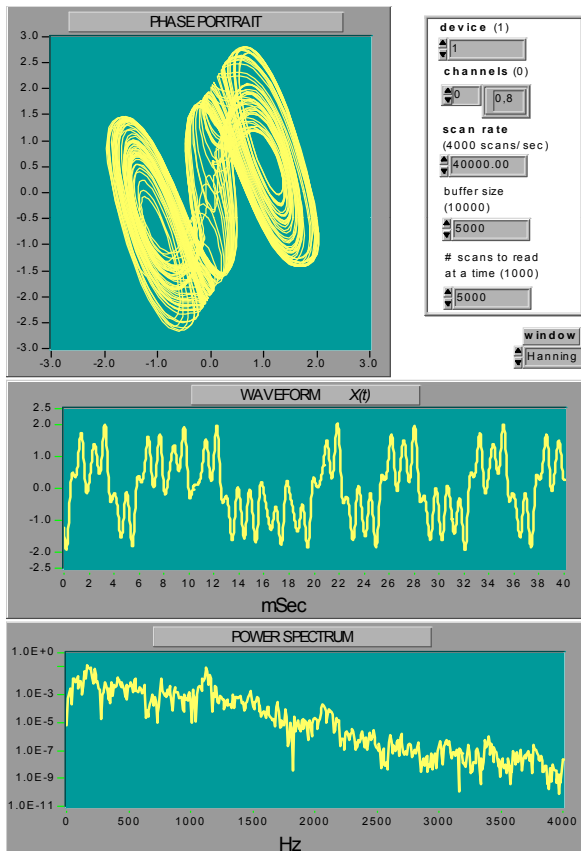 PHASE PORTRAIT
3.0
2.5
2.0
1.5
1.0
0.5
0.0
-0.5
-1.0
-1.5
-2.0
-2.5
-3.0
-3.0 -2.0 -1.0 0.0 1.0 2.0 3.0
device (1)
1
channels (0)
0 0,8
scan rate
(4000 scans/sec)
40000.00
buffer size
(10000)
5000
# scans to read
at a time (1000)
5000
window
Hanning
WAVEFORM X(t)
2.5
2.0
1.0
0.0
-1.0
-2.0
-2.5
0 2 4 6 8 10 12 14 16 18 20 22 24 26 28 30 32 34 36 38 40
mSec
POWER SPECTRUM
1.0E+0
1.0E-3
1.0E-5
1.0E-7
1.0E-9
1.0E-11
0 500 1000 1500 2000 2500 3000 3500 4000
Hz